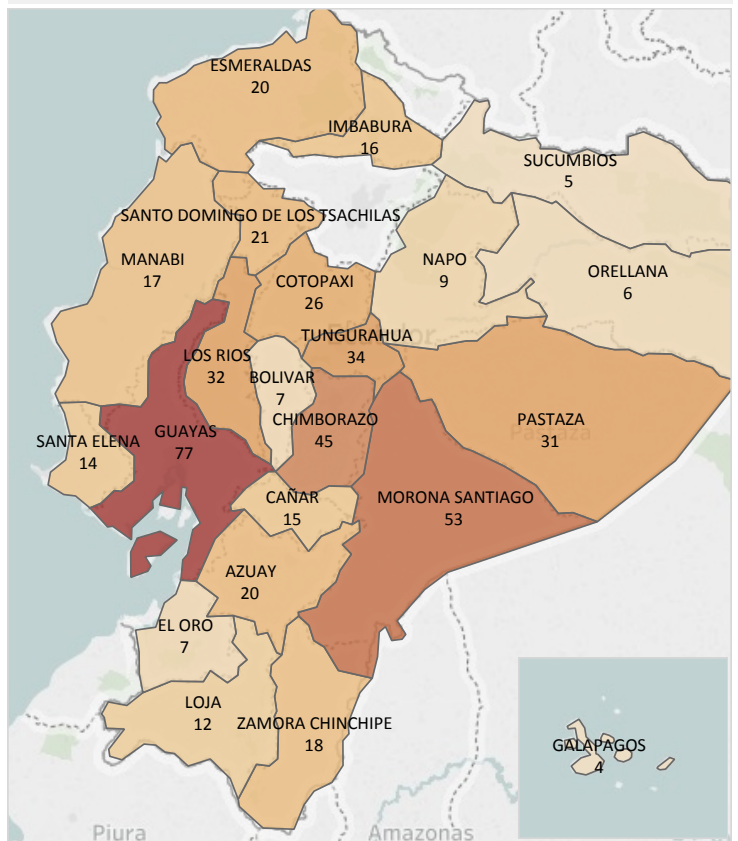 ESMERALDAS
20
IMBABURA
16
SUCUMBIOS
5
SANTO DOMINGO DE LOS TSACHILAS
21
MANABI
17
NAPO
9
ORELLANA
6
COTOPAXI
26
TUNGURAHUA
34
LOS RIOS
32
BOLIVAR
7
CHIMBORAZO
45
PASTAZA
31
Pastaza
SANTA ELENA
14
GUAYAS
77
CAÑAR
15
MORONA SANTIAGO
53
AZUAY
20
EL ORO
7
LOJA
12
ZAMORA CHINCHIPE
18
GALAPAGOS
4
Piura
Amazonas